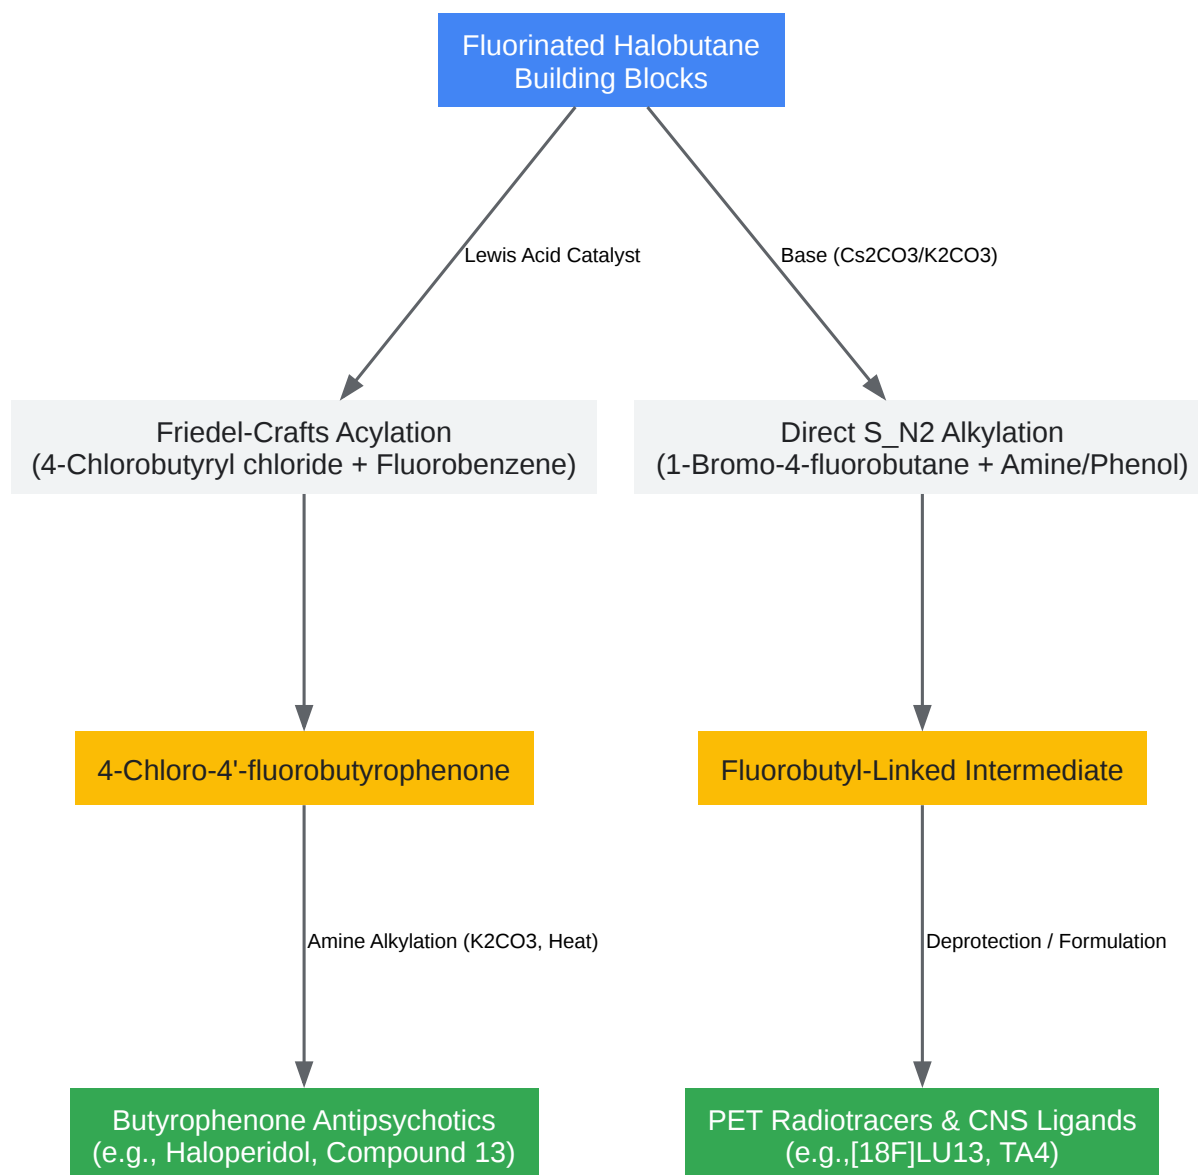 Fluorinated Halobutane
Building Blocks
Lewis Acid Catalyst
Base (Cs2CO3/K2CO3)
Friedel-Crafts Acylation
(4-Chlorobutyryl chloride + Fluorobenzene)
Direct S_N2 Alkylation
(1-Bromo-4-fluorobutane + Amine/Phenol)
4-Chloro-4'-fluorobutyrophenone
Fluorobutyl-Linked Intermediate
Amine Alkylation (K2CO3, Heat)
Deprotection / Formulation
Butyrophenone Antipsychotics
(e.g., Haloperidol, Compound 13)
PET Radiotracers & CNS Ligands
(e.g.,[18F]LU13, TA4)